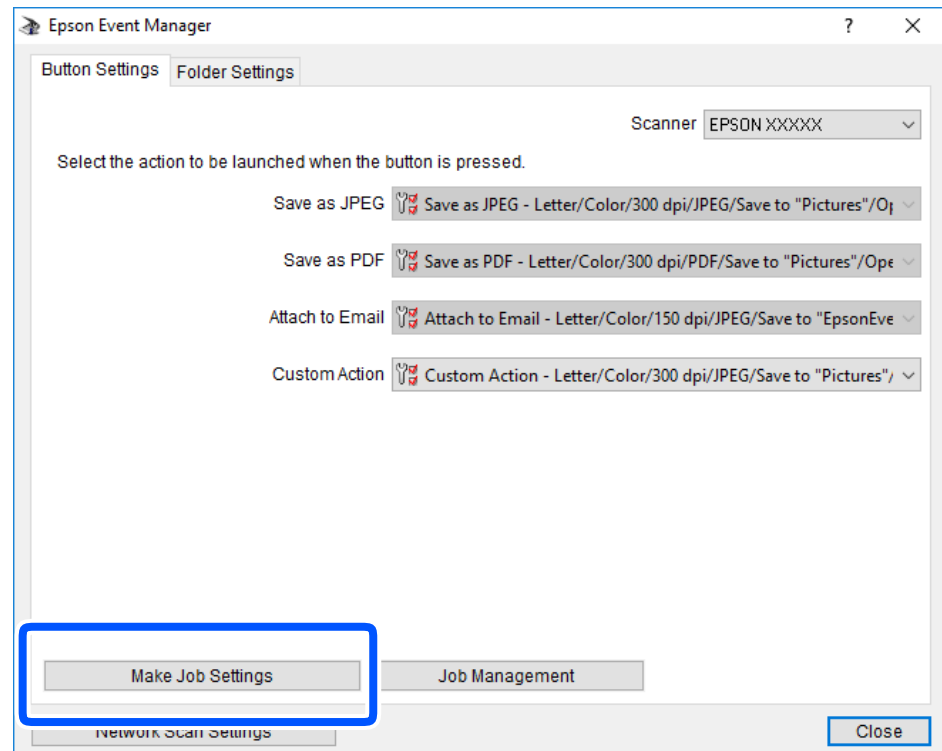 Epson Event Manager
Button Settings Folder Settings
Scanner EPSON XXXXX
Select the action to be launched when the button is pressed.
Save as JPEG Save as JPEG - Letter/Color/300 dpi/JPEG/Save to "Pictures"/Op
Save as PDF Save as PDF - Letter/Color/300 dpi/PDF/Save to "Pictures"/Ope
Attach to Email Attach to Email - Letter/Color/150 dpi/JPEG/Save to "EpsonEve
Custom Action Custom Action - Letter/Color/300 dpi/JPEG/Save to "Pictures"/
Make Job Settings Job Management
Network Scan Settings Close